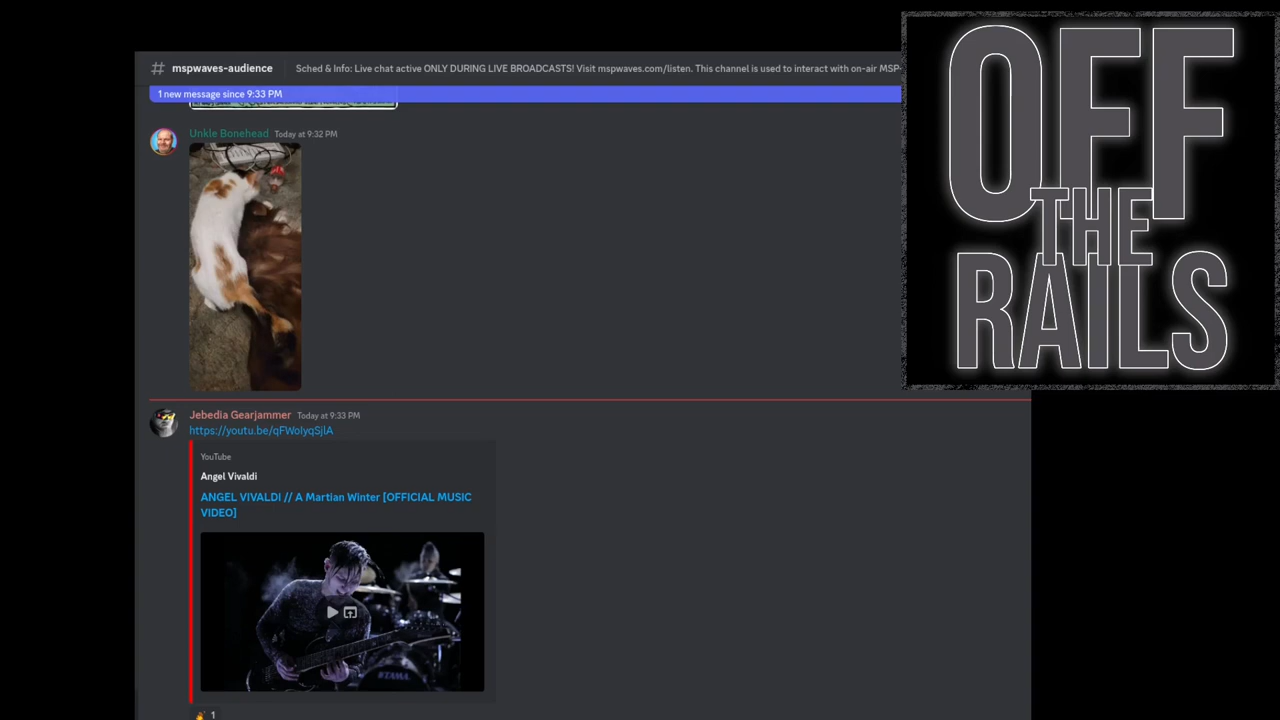 # mspwaves-audience
Sched & Info: Live chat active ONLY DURING LIVE BROADCASTS! Visit mspwaves.com/listen. This channel is used to interact with on-air MSP
1 new message since 9:33 PM
Unkle Bonehead Today at 9:32 PM
Jebedia Gearjammer Today at 9:33 PM
https://youtu.be/qFWoIyqSjlA
YouTube
Angel Vivaldi
ANGEL VIVALDI // A Martian Winter [OFFICIAL MUSIC
VIDEO]
TAMA
1
OFF
THE
RAILS